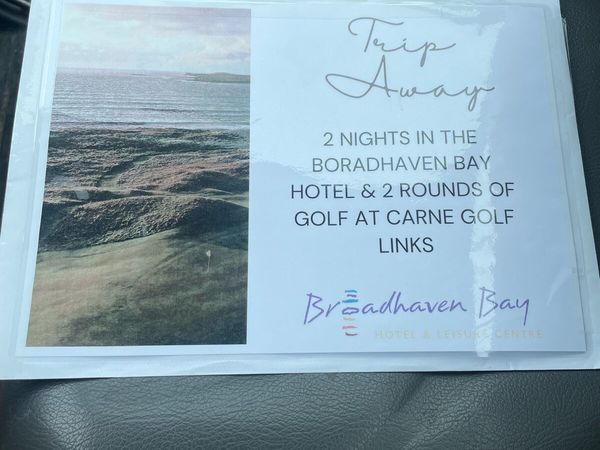 Trip
Away
2 NIGHTS IN THE
BORADHAVEN BAY
HOTEL & 2 ROUNDS OF
GOLF AT CARNE GOLF
LINKS
Broadhaven Bay
HOTEL & LEISURE CENTRE